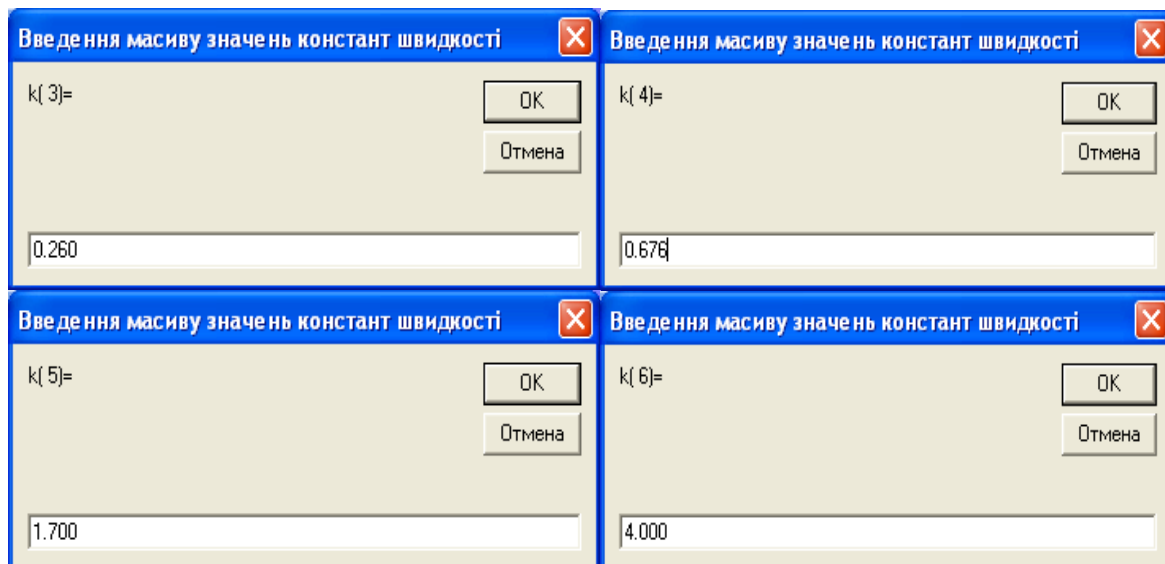 Введення масиву значень констант швидкості
k( 3)=
OK
Отмена
0.260
Введення масиву значень констант швидкості
k( 4)=
OK
Отмена
0.676
Введення масиву значень констант швидкості
k( 5)=
OK
Отмена
1.700
Введення масиву значень констант швидкості
k( 6)=
OK
Отмена
4.000